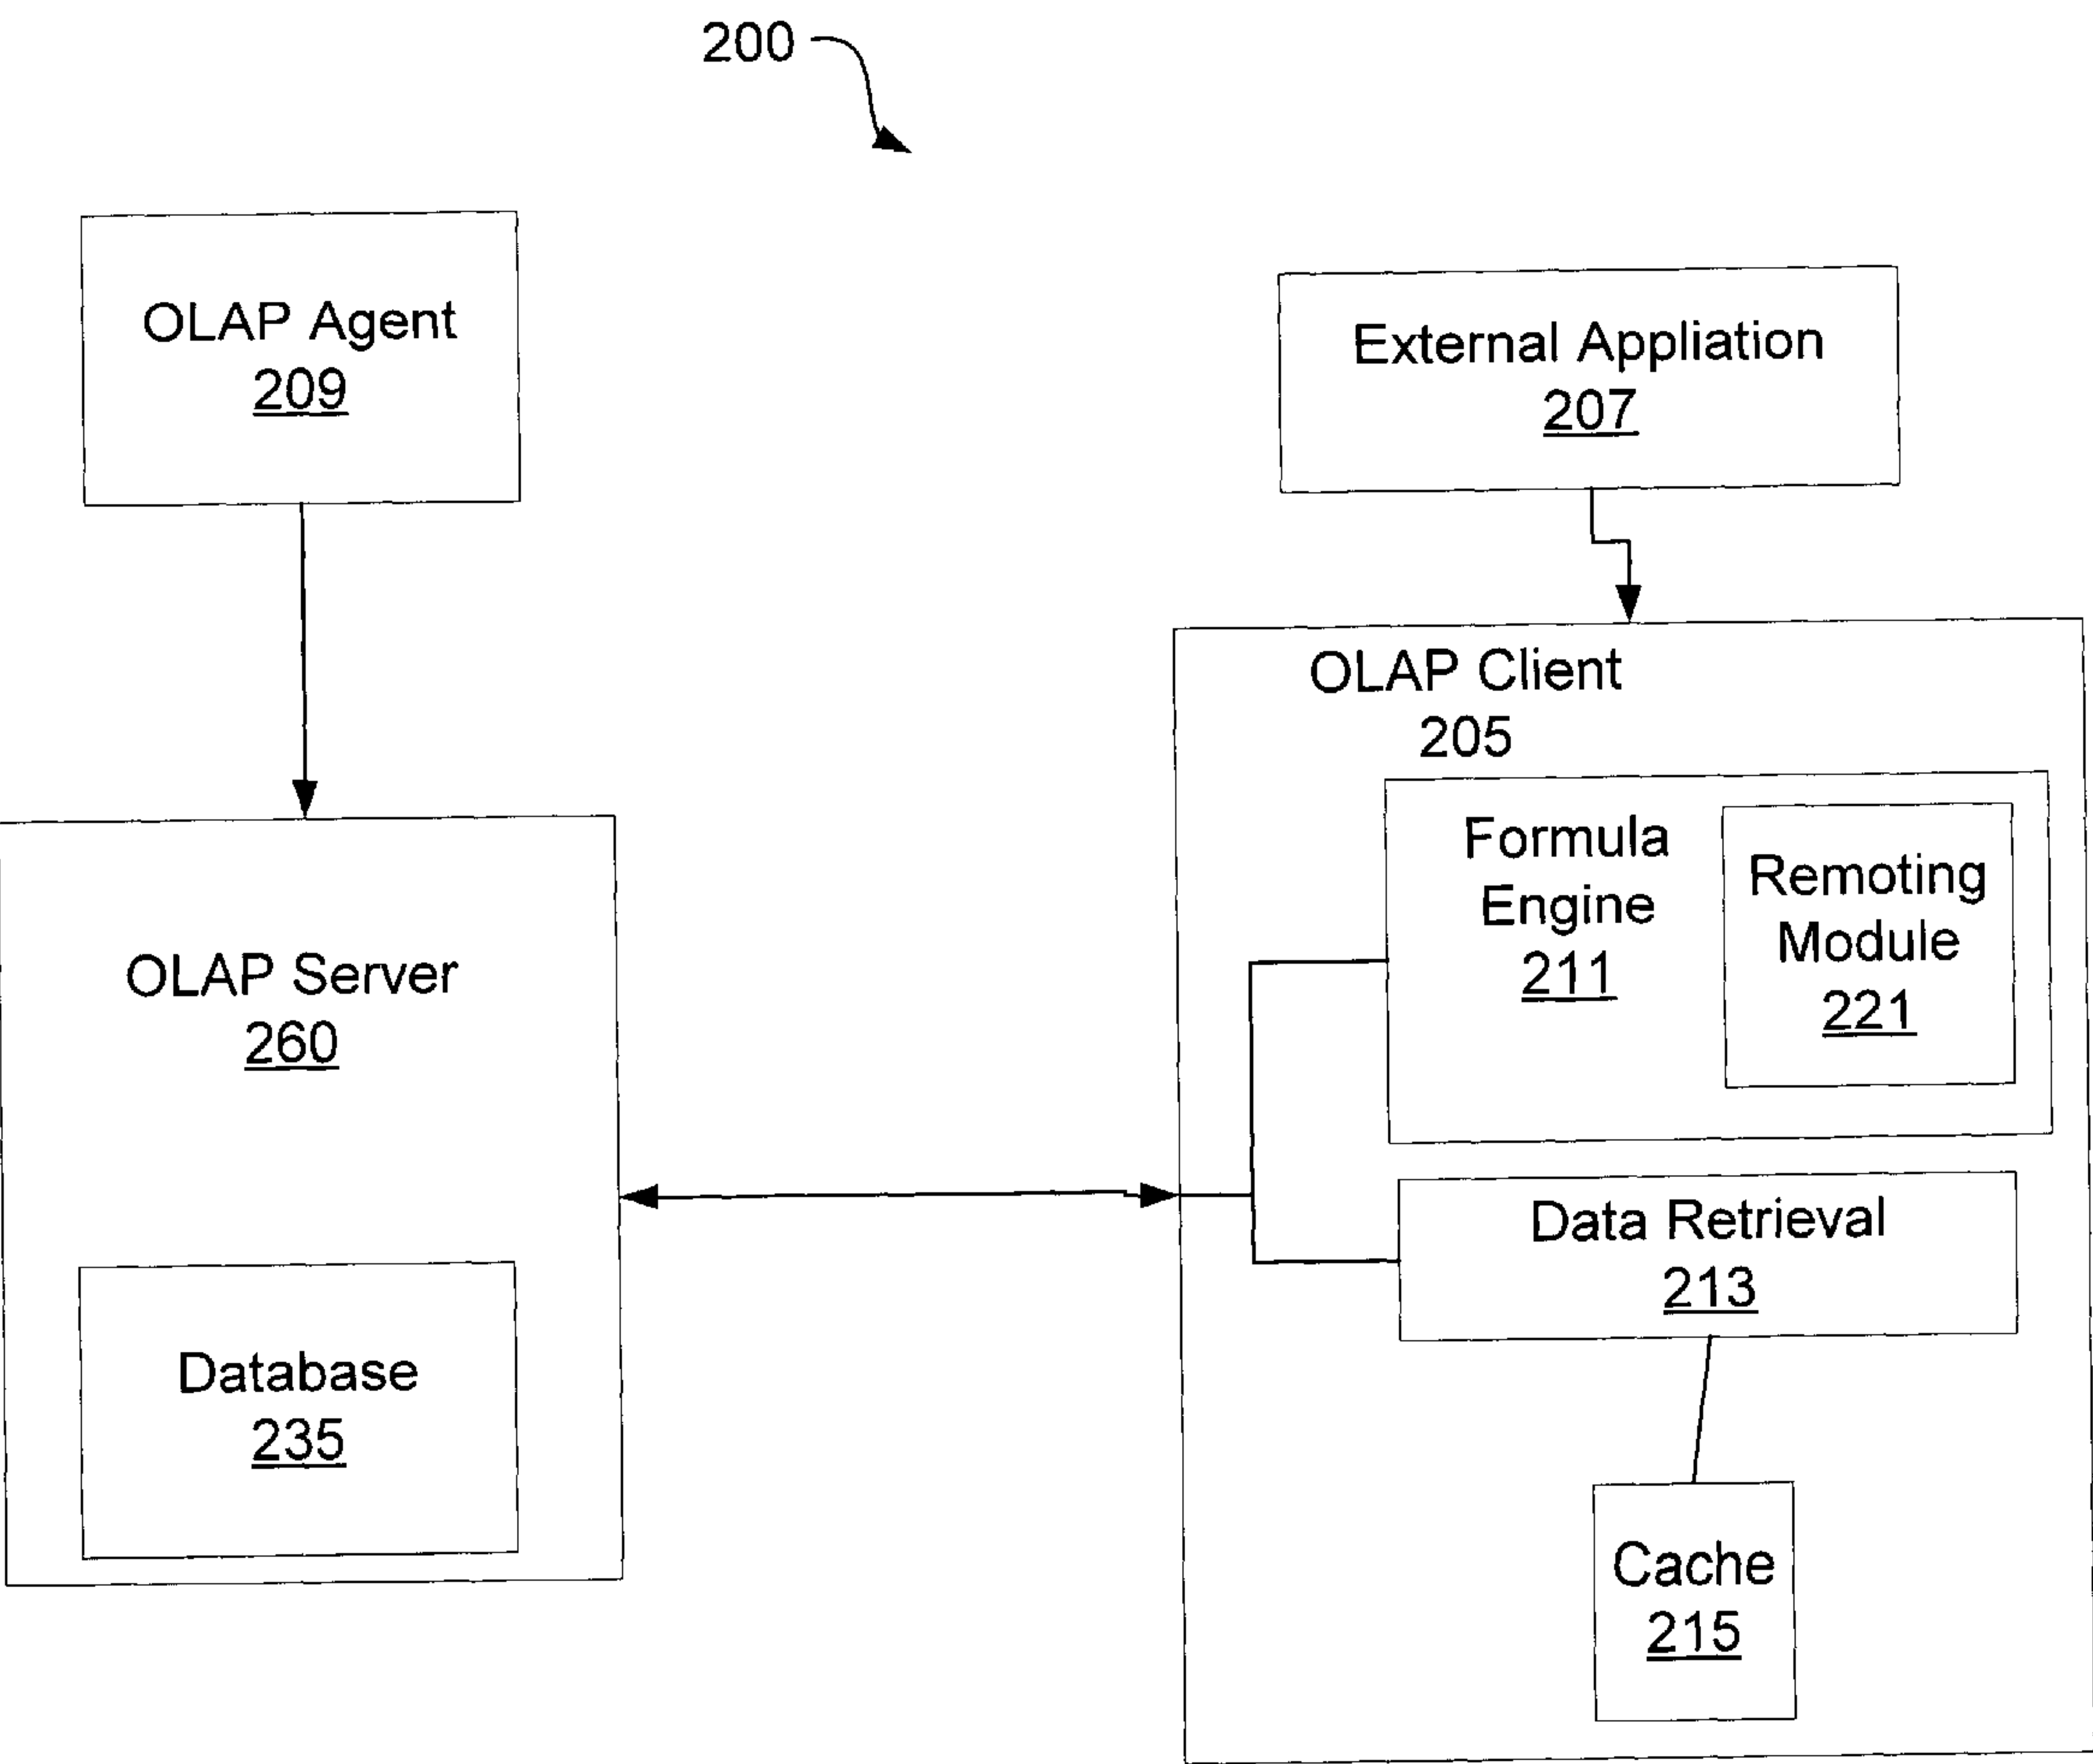 200
OLAP Agent
209
External Appliation
207
OLAP Client
205
Formula
Engine
211
Remoting
Module
221
OLAP Server
260
Data Retrieval
213
Database
235
Cache
215